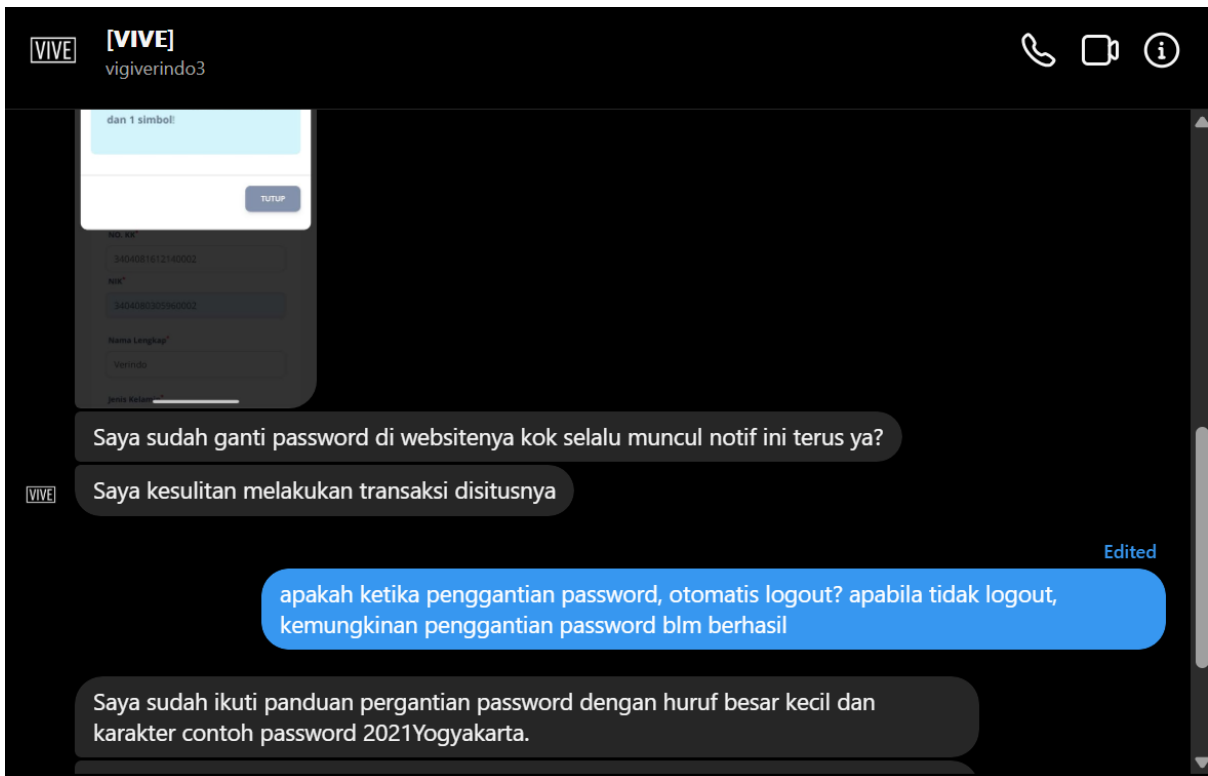 VIVE
[VIVE]
vigiverindo3
dan 1 simbol!
TUTUP
NO. KK*
3404081612140002
NIK*
3404080305960002
Nama Lengkap*
Verindo
Jenis Kelamin*
Saya sudah ganti password di websitenya kok selalu muncul notif ini terus ya?
VIVE
Saya kesulitan melakukan transaksi disitusnya
Edited
apakah ketika penggantian password, otomatis logout? apabila tidak logout,
kemungkinan penggantian password blm berhasil
Saya sudah ikuti panduan pergantian password dengan huruf besar kecil dan
karakter contoh password 2021Yogyakarta.